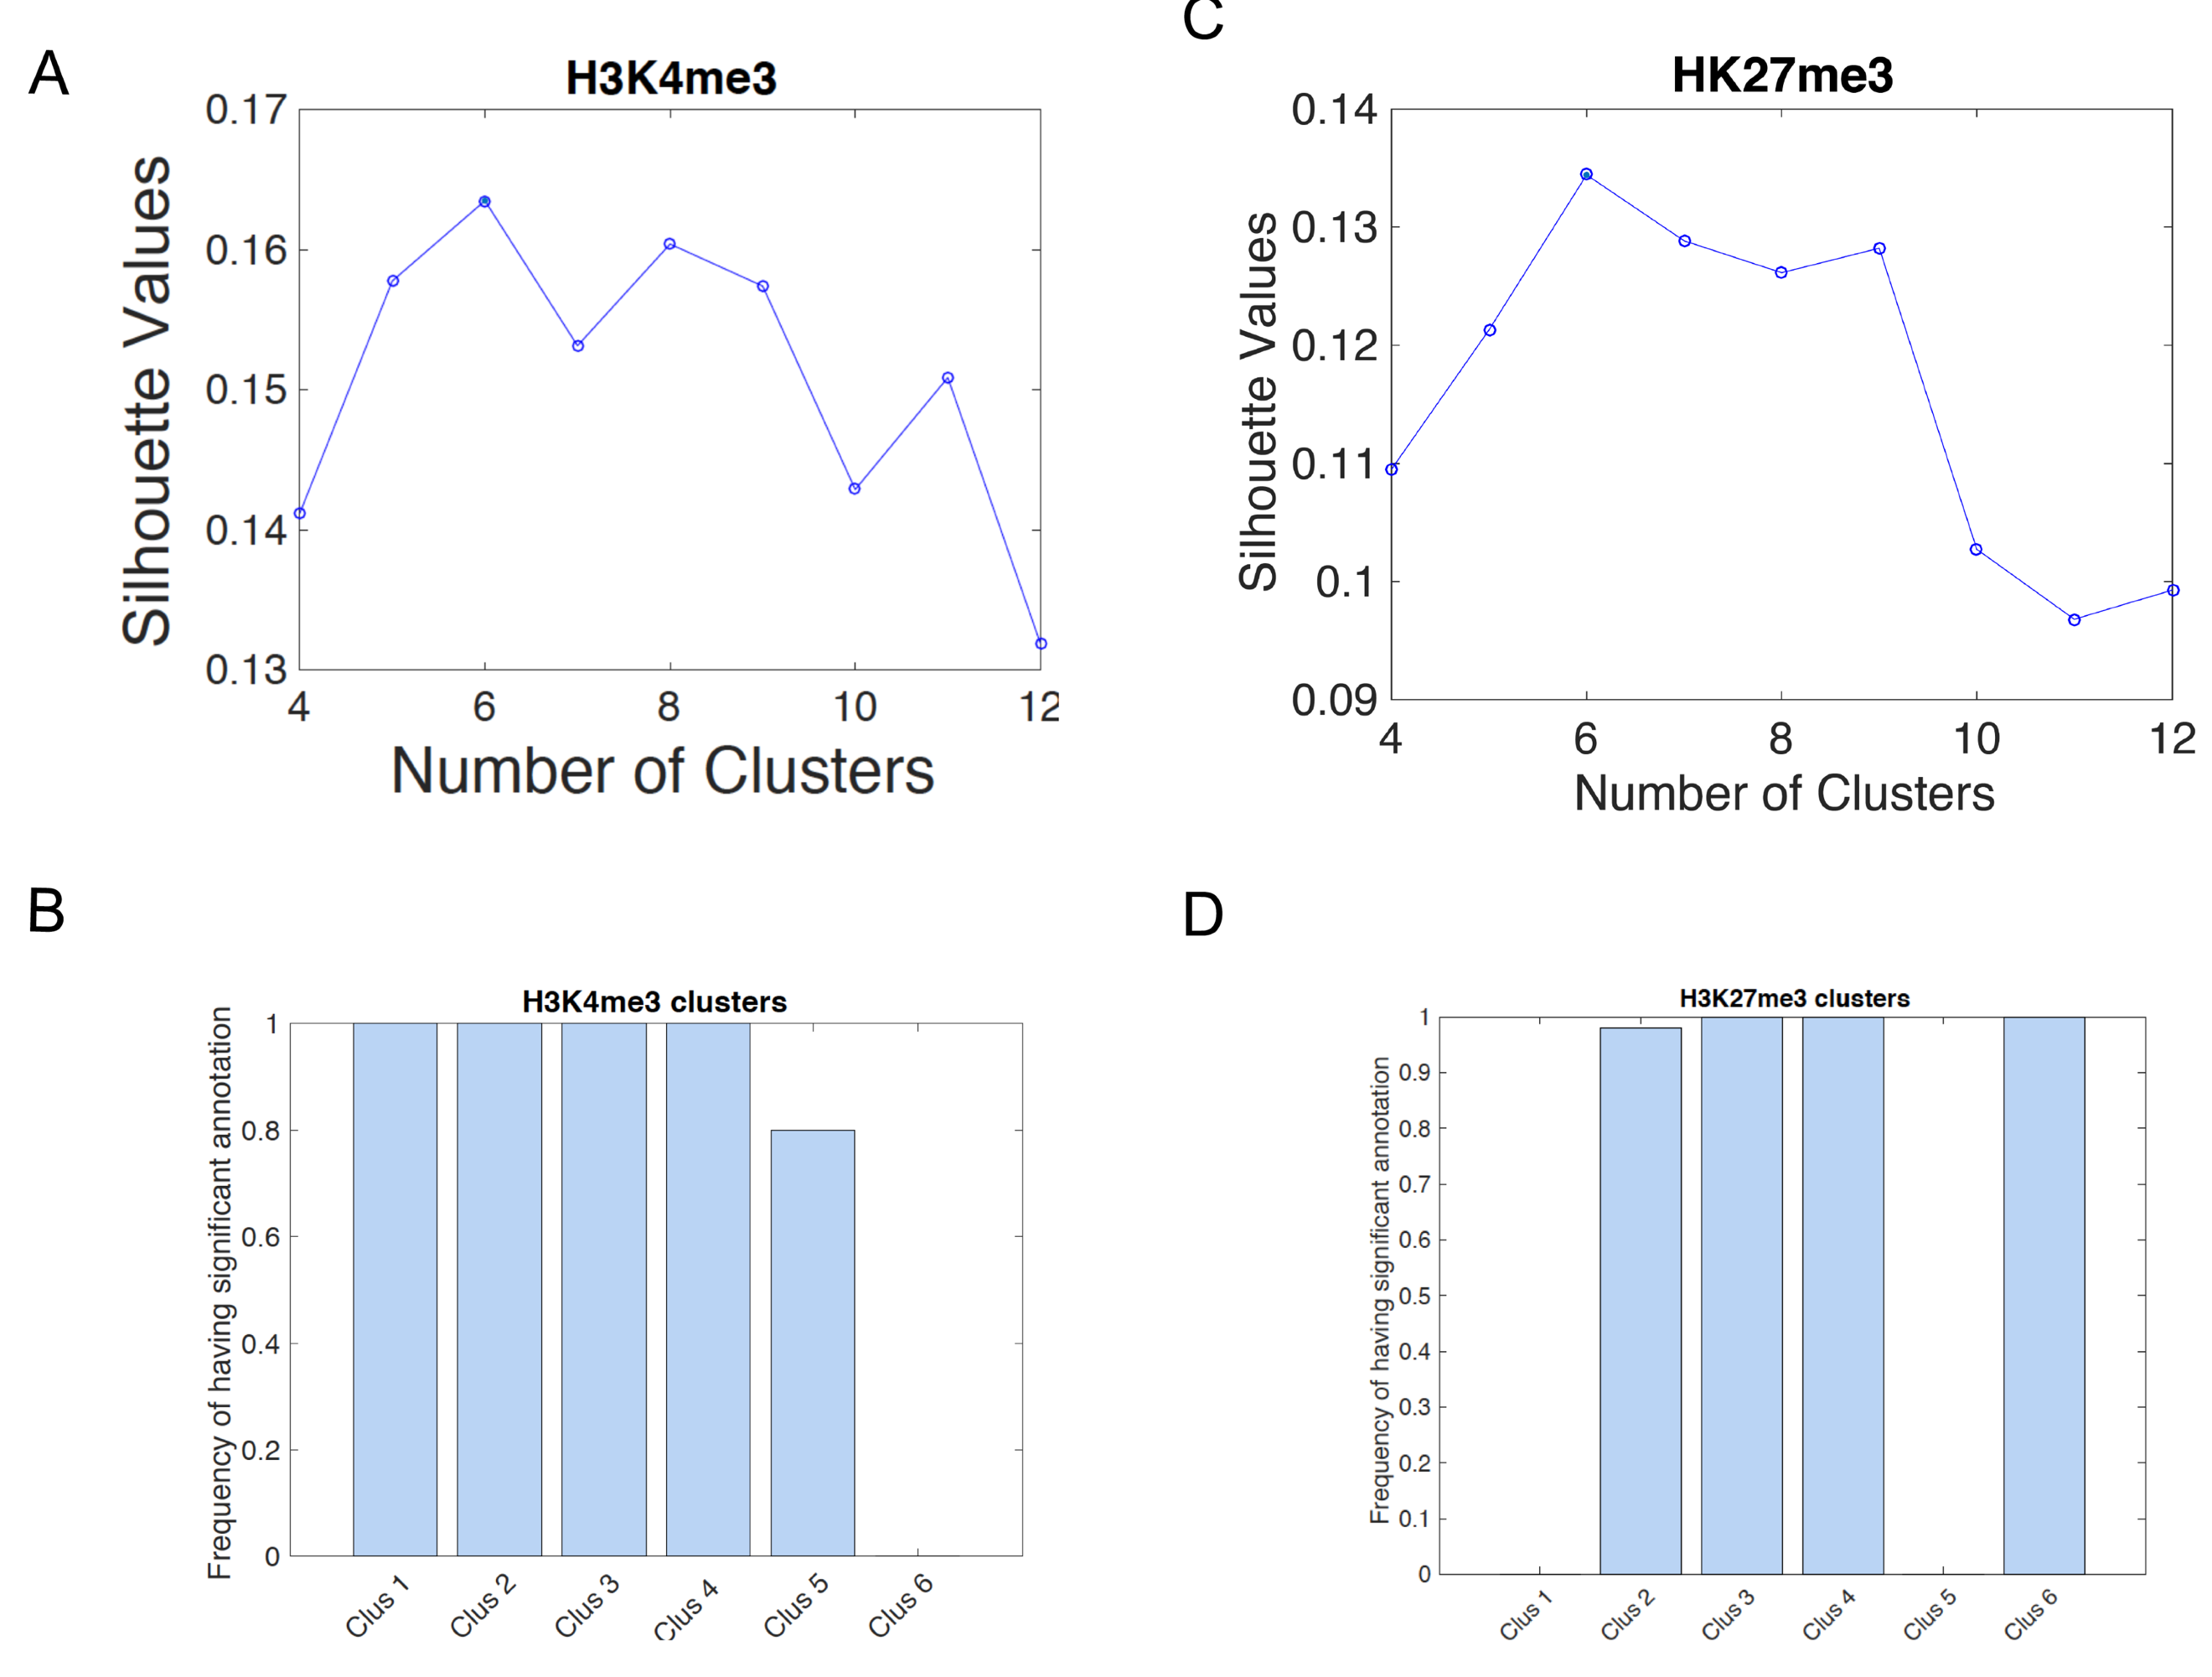 A
H3K4me3
0.17
0.16
0.15
0.14
0.13
Silhouette Values
4 6 8 10 12
Number of Clusters
C
HK27me3
0.14
0.13
0.12
0.11
0.1
0.09
Silhouette Values
4 6 8 10 12
Number of Clusters
B
H3K4me3 clusters
1
0.8
0.6
0.4
0.2
0
Frequency of having significant annotation
Clus 1 Clus 2 Clus 3 Clus 4 Clus 5 Clus 6
D
H3K27me3 clusters
1
0.9
0.8
0.7
0.6
0.5
0.4
0.3
0.2
0.1
0
Frequency of having significant anotation
Clus 1 Clus 2 Clus 3 Clus 4 Clus 5 Clus 6